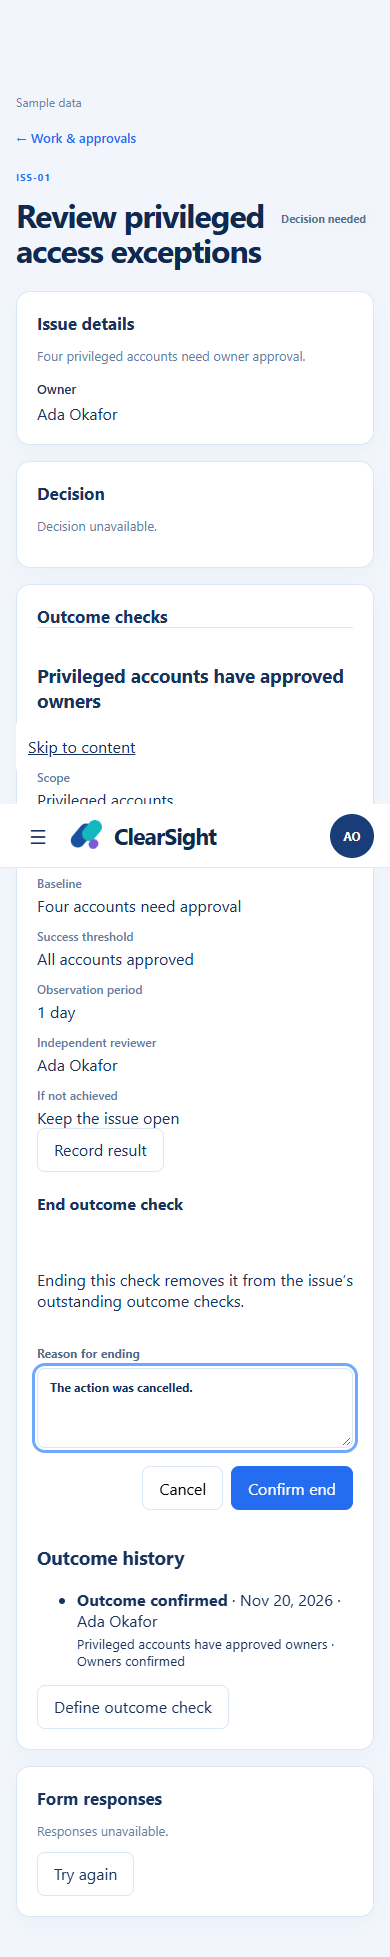 Sample data
← Work & approvals
ISS-01
Review privileged
access exceptions
Decision needed
Issue details
Four privileged accounts need owner approval.
Owner
Ada Okafor
Decision
Decision unavailable.
Outcome checks
Privileged accounts have approved
owners
Skip to content
Scope
Privileged accounts
ClearSight
AO
Baseline
Four accounts need approval
Success threshold
All accounts approved
Observation period
1 day
Independent reviewer
Ada Okafor
If not achieved
Keep the issue open
Record result
End outcome check
Ending this check removes it from the issue's
outstanding outcome checks.
Reason for ending
The action was cancelled.
Cancel
Confirm end
Outcome history
• Outcome confirmed · Nov 20, 2026 ·
Ada Okafor
Privileged accounts have approved owners ·
Owners confirmed
Define outcome check
Form responses
Responses unavailable.
Try again